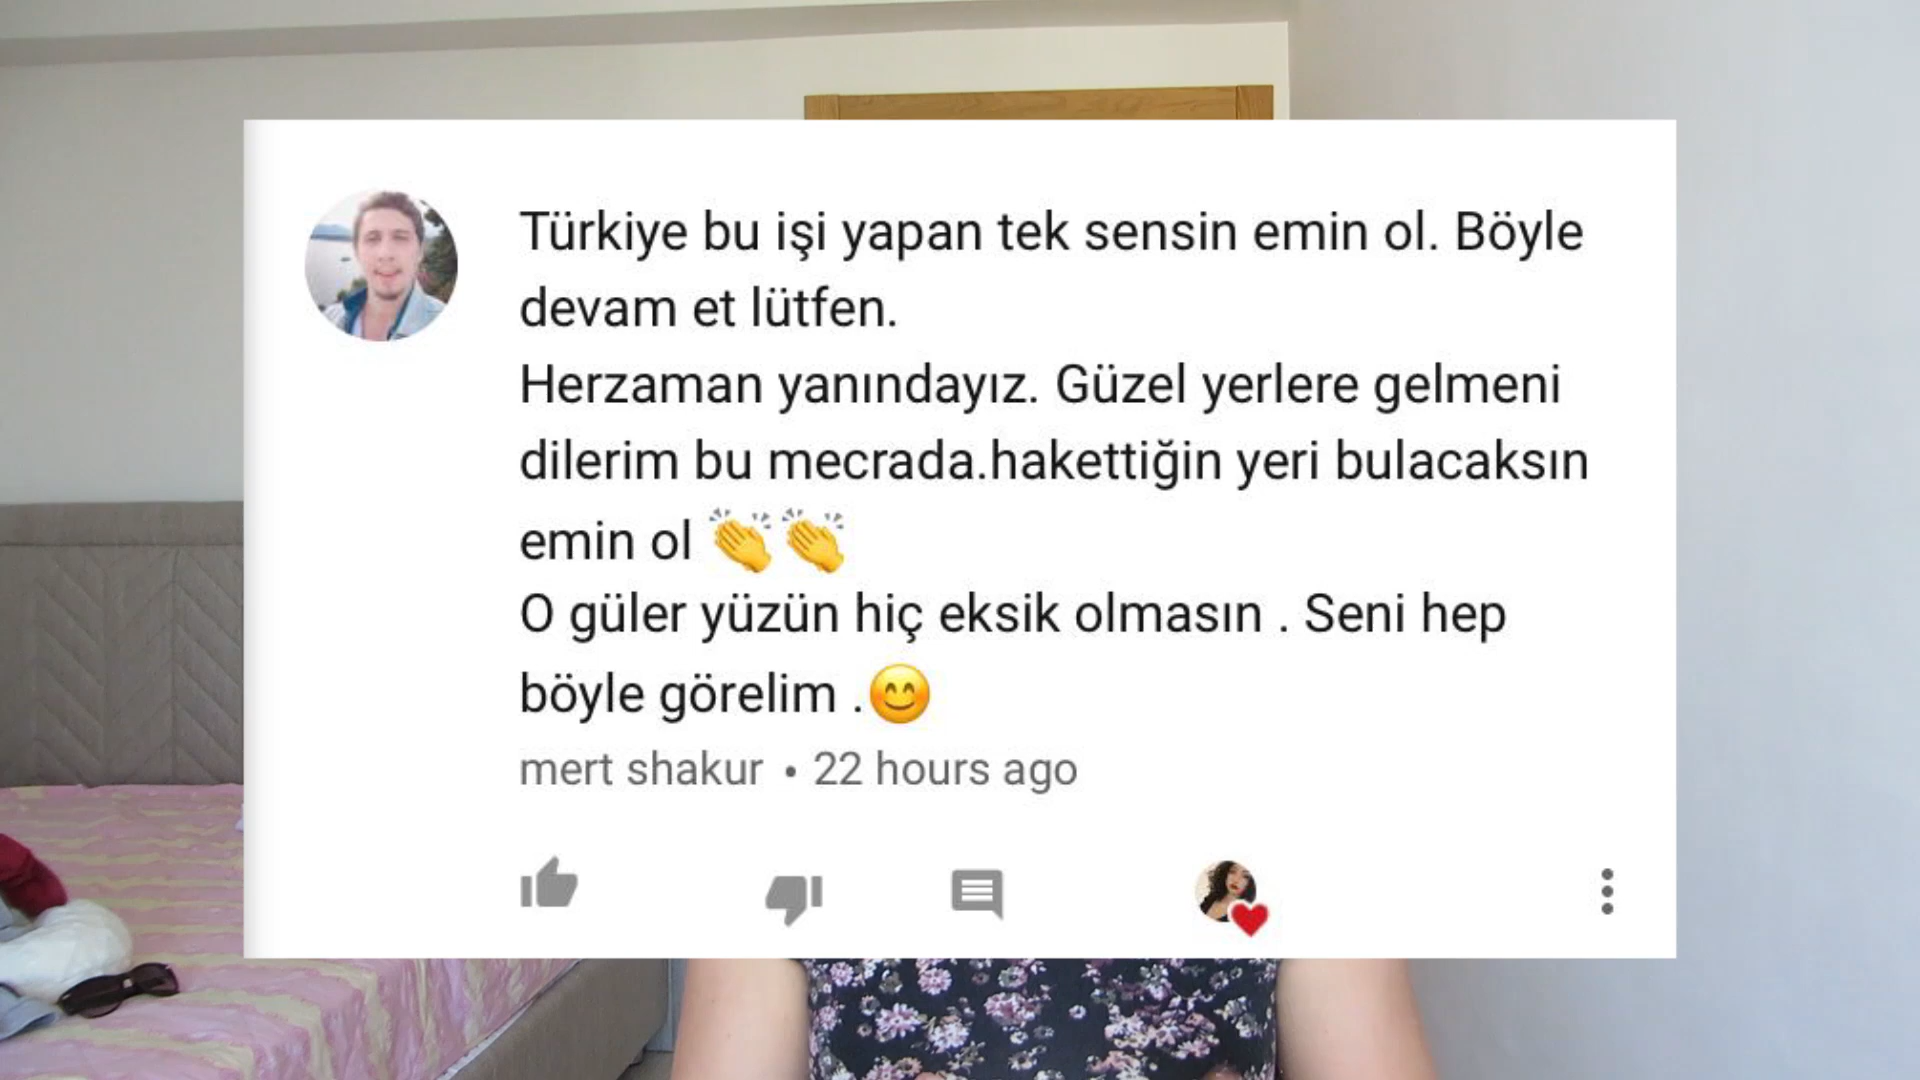 Türkiye bu işi yapan tek sensin emin ol. Böyle
devam et lütfen.
Herzaman yanındayız. Güzel yerlere gelmeni
dilerim bu mecrada.hakettiğin yeri bulacaksın
emin ol 👏👏
O güler yüzün hiç eksik olmasın . Seni hep
böyle görelim .😊
mert shakur • 22 hours ago